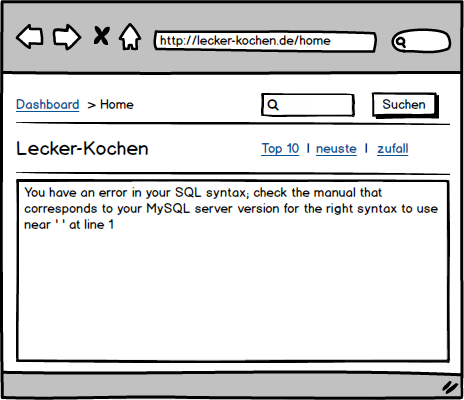 http://lecker-kochen.de/home
Dashboard > Home
Suchen
Lecker-Kochen
Top 10 | neuste | zufall
You have an error in your SQL syntax; check the manual that
corresponds to your MySQL server version for the right syntax to use
near ' ' at line 1